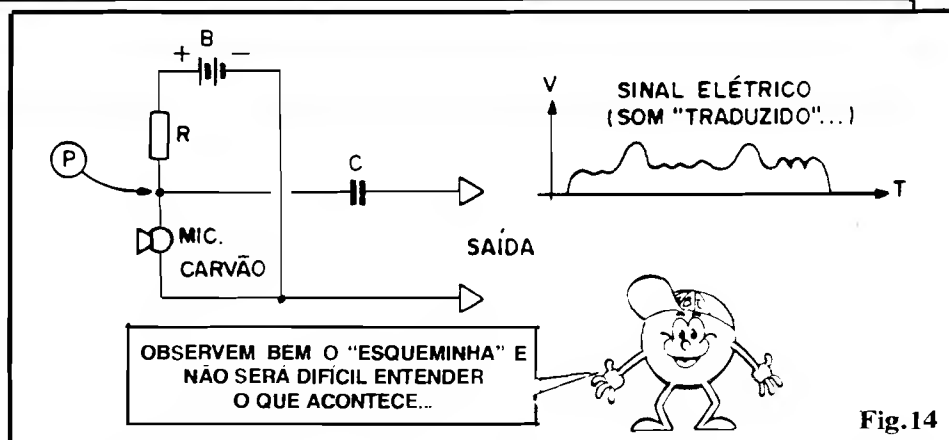 + B −
R
P
C
MIC.
CARVÃO
SAÍDA
V
SINAL ELÉTRICO
(SOM "TRADUZIDO"...)
T
OBSERVEM BEM O "ESQUEMINHA" E
NÃO SERÁ DIFÍCIL ENTENDER
O QUE ACONTECE...
Fig.14